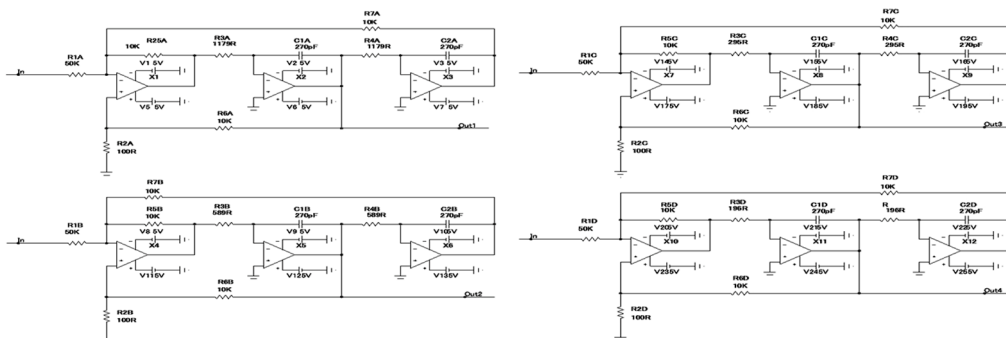 R7A
10K
R1A
50K
R25A
10K
R3A
1179R
C1A
270pF
R4A
1179R
C2A
270pF
In
V1 5V
X1
V2 5V
X2
V3 5V
X3
V5 5V
V6 5V
V7 5V
R6A
10K
Out1
R2A
100R
R7C
10K
R1C
50K
R5C
10K
R3C
295R
C1C
270pF
R4C
295R
C2C
270pF
In
V145V
X7
V155V
X8
V165V
X9
V175V
V185V
V195V
R6C
10K
Out3
R2C
100R
R7B
10K
R1B
50K
R5B
10K
R3B
589R
C1B
270pF
R4B
589R
C2B
270pF
In
V8 5V
X4
V9 5V
X5
V105V
X6
V115V
V125V
V135V
R6B
10K
Out2
R2B
100R
R7D
10K
R1D
50K
R5D
10K
R3D
196R
C1D
270pF
R
196R
C2D
270pF
In
V205V
X10
V215V
X11
V225V
X12
V235V
V245V
V255V
R6D
10K
Out4
R2D
100R